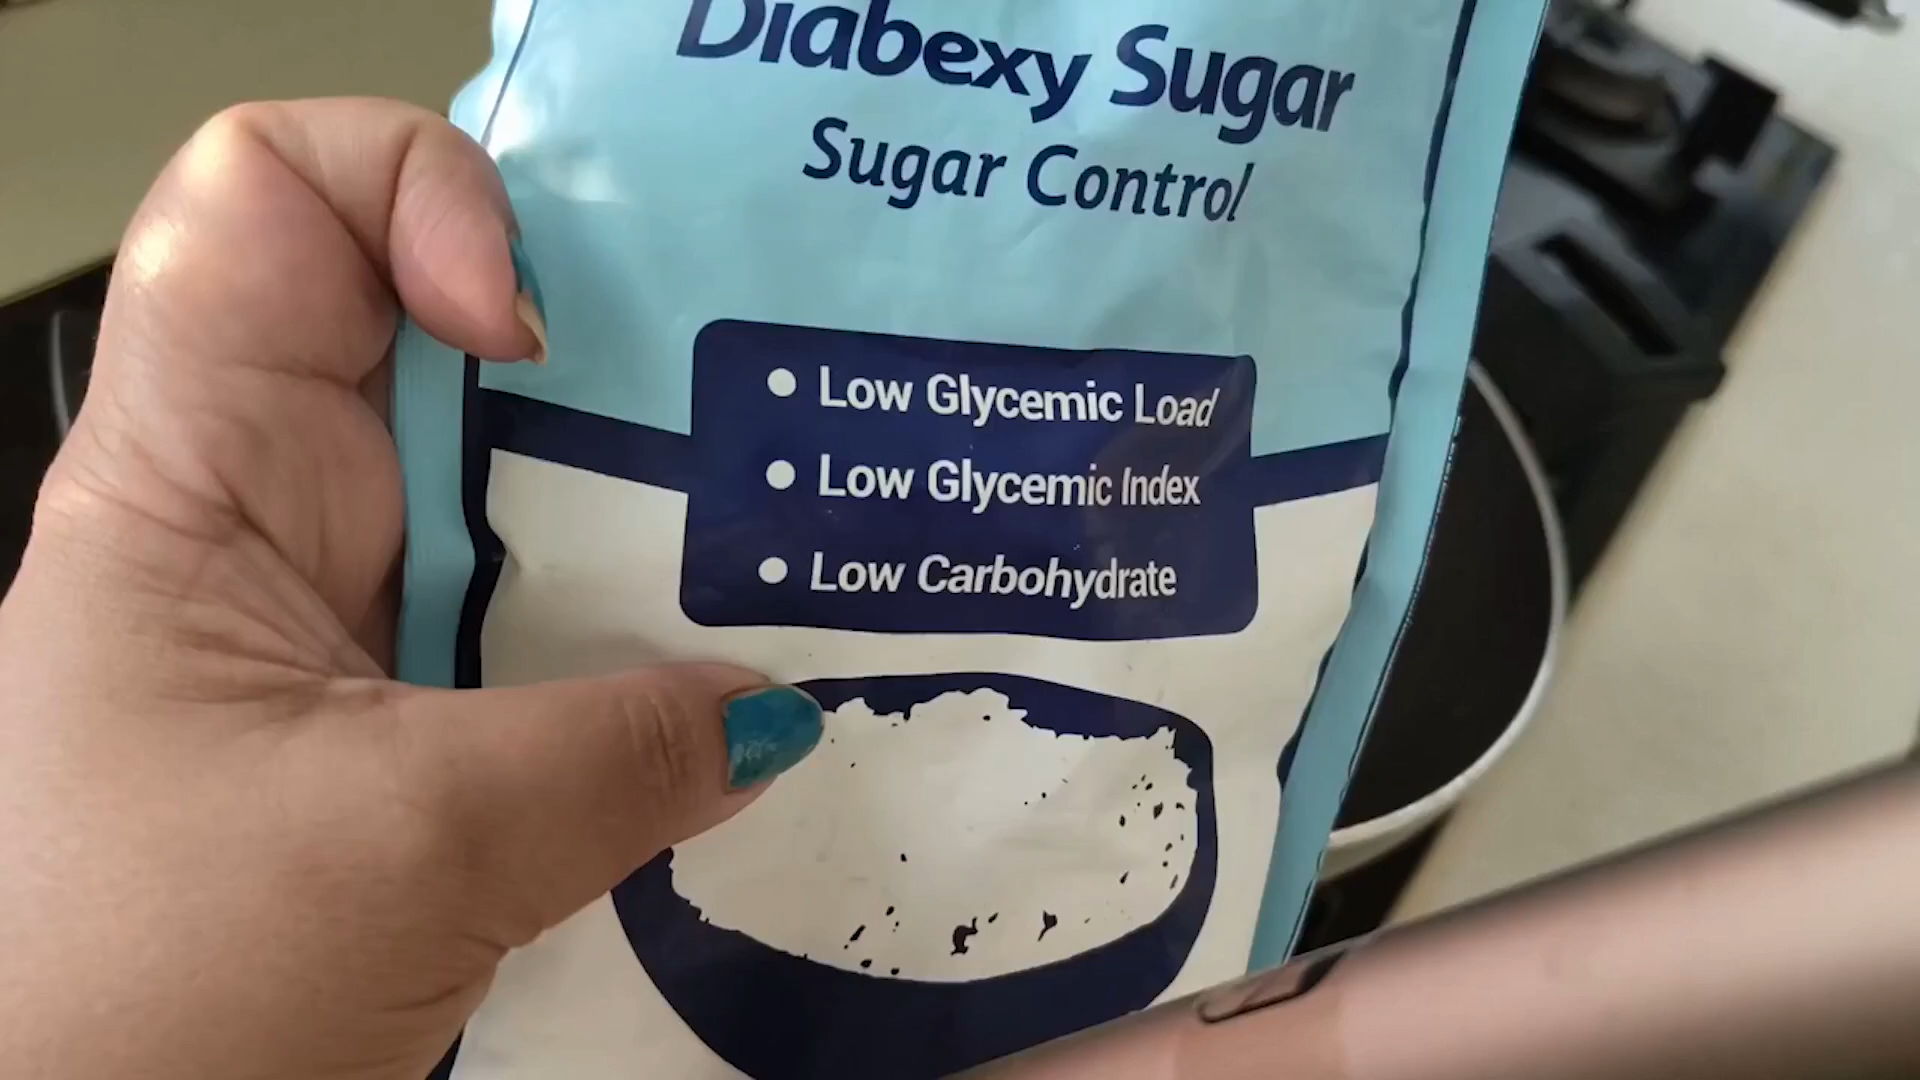 Diabexy Sugar
Sugar Control
• Low Glycemic Load
• Low Glycemic Index
• Low Carbohydrate